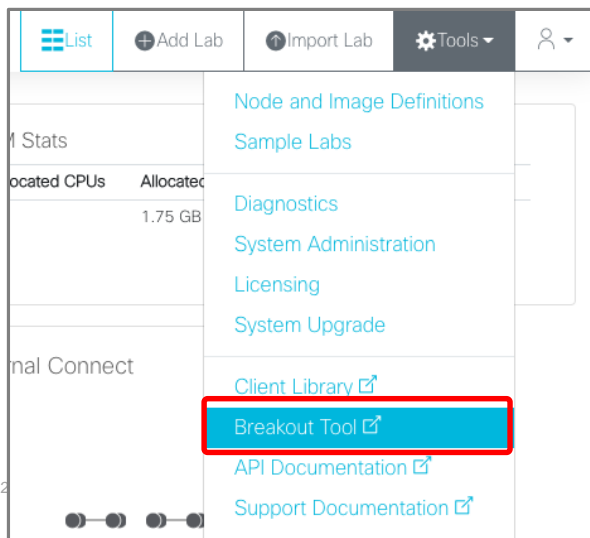 List Add Lab Import Lab Tools
Node and Image Definitions
Stats
Sample Labs
ocated CPUs Allocated
Diagnostics
1.75 GB
System Administration
Licensing
System Upgrade
rnal Connect
Client Library
Breakout Tool
API Documentation
2
Support Documentation